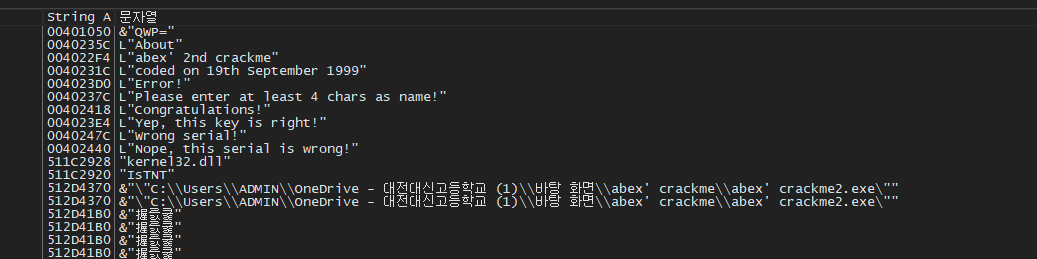 String A 문자열
00401050 &"QWP="
0040235C L"About"
004022F4 L"abex' 2nd crackme"
0040231C L"coded on 19th September 1999"
004023D0 L"Error!"
0040237C L"Please enter at least 4 chars as name!"
00402418 L"Congratulations!"
004023E4 L"Yep, this key is right!"
0040247C L"Wrong serial!"
00402440 L"Nope, this serial is wrong!"
511C2928 "kernel32.dll"
511C2920 "IsTNT"
512D4370 &"\"C:\\Users\\ADMIN\\OneDrive - 대전대신고등학교 (1)\\바탕 화면\\abex' crackme\\abex' crackme2.exe\""
512D4370 &"\"C:\\Users\\ADMIN\\OneDrive - 대전대신고등학교 (1)\\바탕 화면\\abex' crackme\\abex' crackme2.exe\""
512D41B0
512D41B0
512D41B0
512D41B0